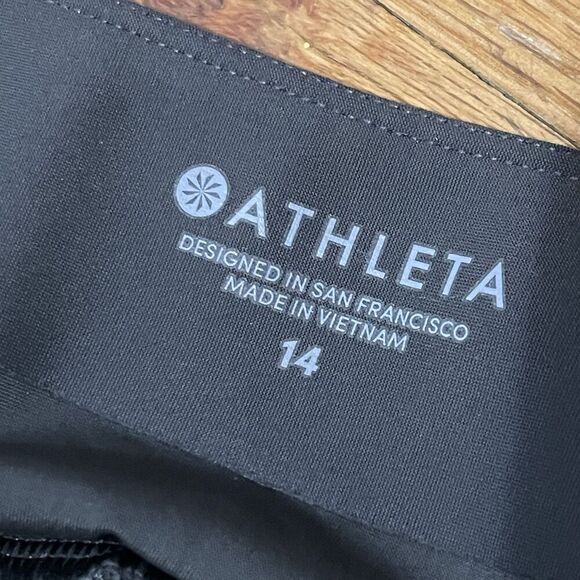 ATHLETA
DESIGNED IN SAN FRANCISCO
MADE IN VIETNAM
14